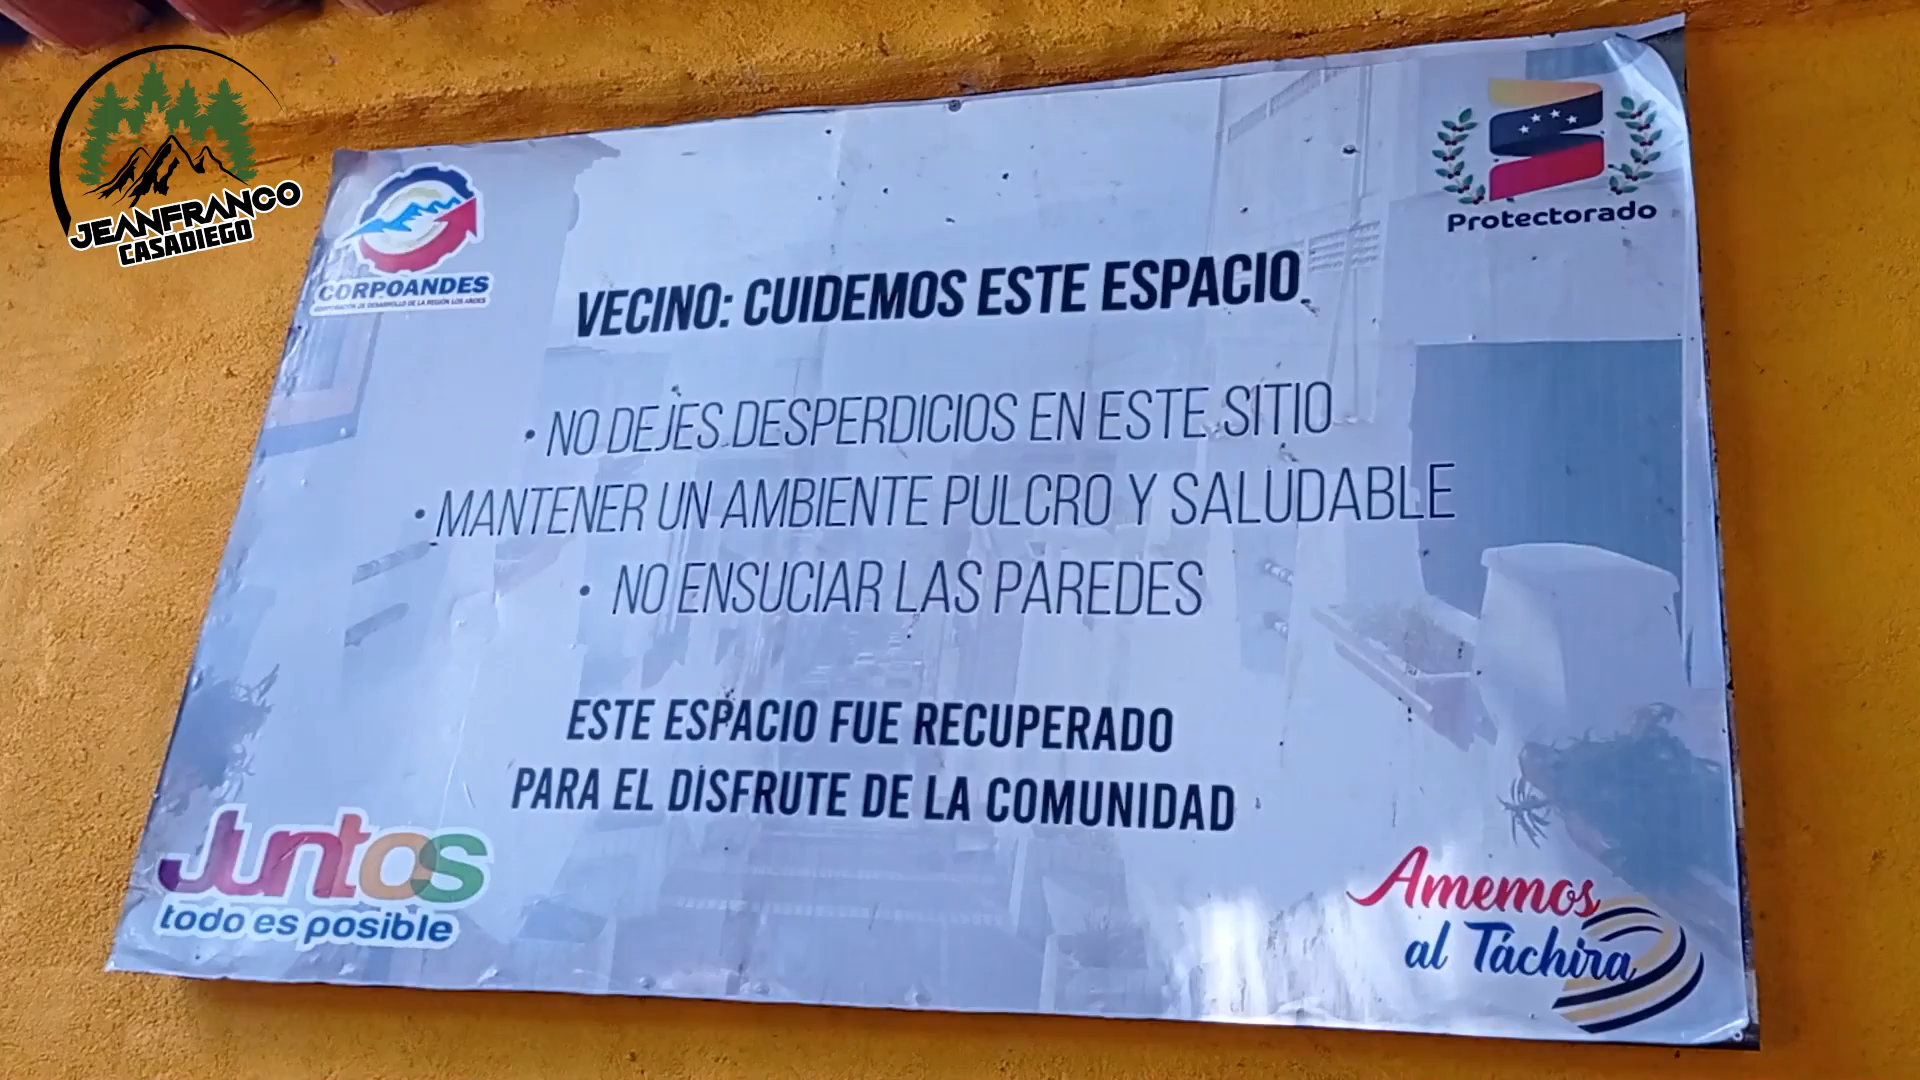 JEANFRANCO
CASADIEGO
CORPOANDES
CORPORACIÓN DE DESARROLLO DE LA REGIÓN LOS ANDES
Protectorado
VECINO: CUIDEMOS ESTE ESPACIO
• NO DEJES DESPERDICIOS EN ESTE SITIO
• MANTENER UN AMBIENTE PULCRO Y SALUDABLE
• NO ENSUCIAR LAS PAREDES
ESTE ESPACIO FUE RECUPERADO
PARA EL DISFRUTE DE LA COMUNIDAD
Juntos
todo es posible
Amemos
al Táchira